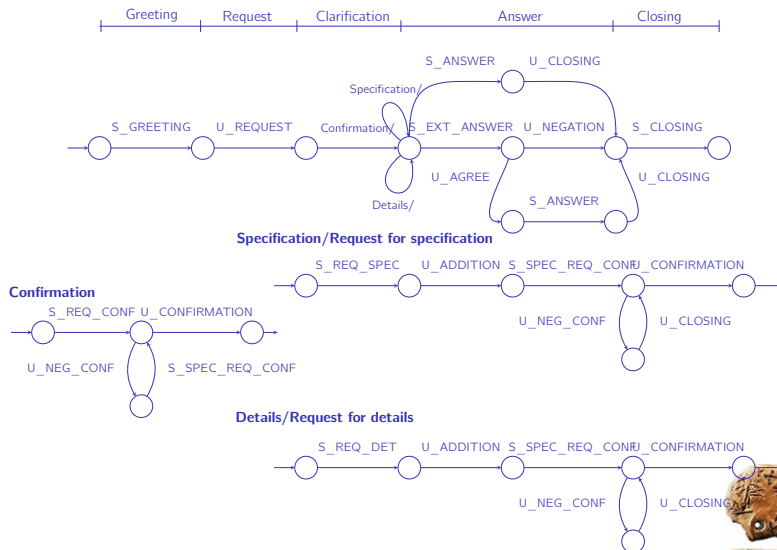 Greeting Request Clarification Answer Closing
S_ANSWER U_CLOSING
Specification/
S_GREETING U_REQUEST Confirmation/ S_EXT_ANSWER U_NEGATION S_CLOSING
U_AGREE U_CLOSING
Details/ S_ANSWER
Specification/Request for specification
S_REQ_SPEC U_ADDITION S_SPEC_REQ_CONF U_CONFIRMATION
Confirmation
S_REQ_CONF U_CONFIRMATION
U_NEG_CONF U_CLOSING
U_NEG_CONF S_SPEC_REQ_CONF
Details/Request for details
S_REQ_DET U_ADDITION S_SPEC_REQ_CONF U_CONFIRMATION
U_NEG_CONF U_CLOSING